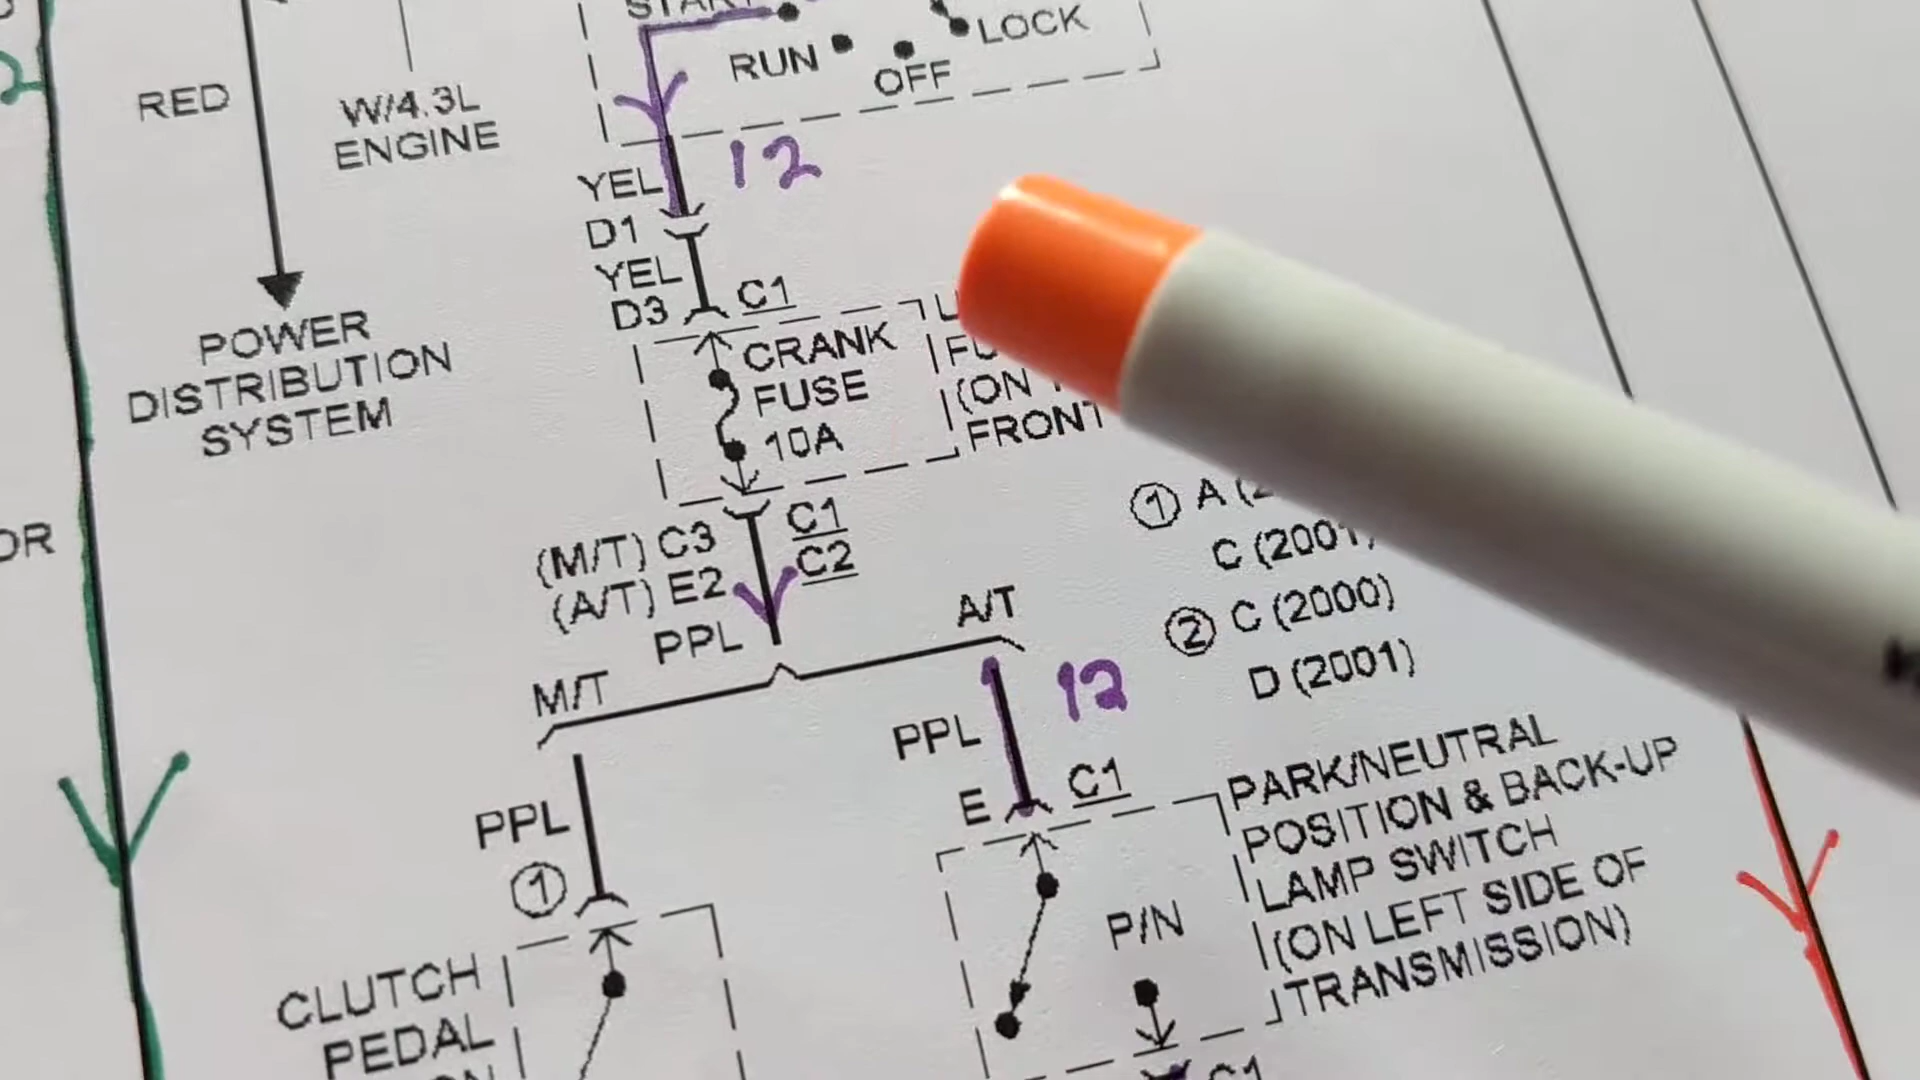 START
LOCK
RUN
OFF
RED
W/4.3L
ENGINE
12
YEL
D1
YEL
D3
C1
POWER
DISTRIBUTION
SYSTEM
CRANK
FUSE
10A
(ON
FRONT
(M/T) C3
C1
(A/T) E2
C2
PPL
① A
C (2001)
② C (2000)
D (2001)
M/T
A/T
PPL
12
E
C1
PARK/NEUTRAL
POSITION & BACK-UP
LAMP SWITCH
(ON LEFT SIDE OF
TRANSMISSION)
PPL
①
P/N
CLUTCH
PEDAL
C1